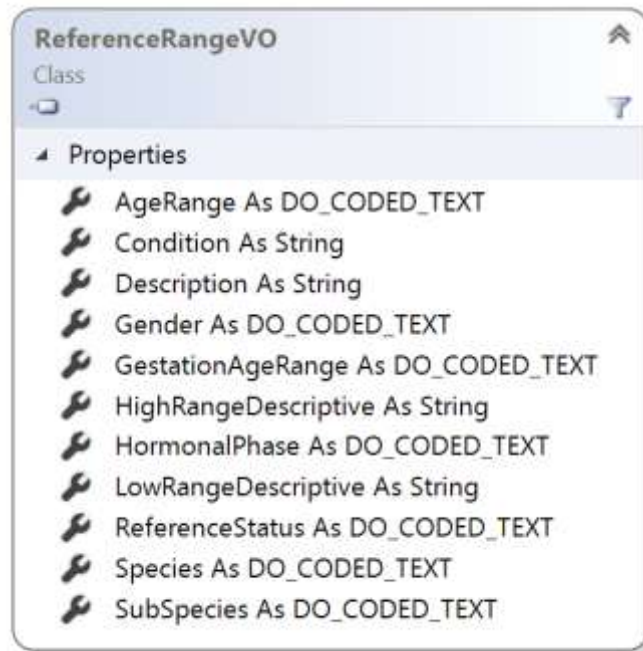 ReferenceRangeVO
Class
Properties
AgeRange As DO_CODED_TEXT
Condition As String
Description As String
Gender As DO_CODED_TEXT
GestationAgeRange As DO_CODED_TEXT
HighRangeDescriptive As String
HormonalPhase As DO_CODED_TEXT
LowRangeDescriptive As String
ReferenceStatus As DO_CODED_TEXT
Species As DO_CODED_TEXT
SubSpecies As DO_CODED_TEXT